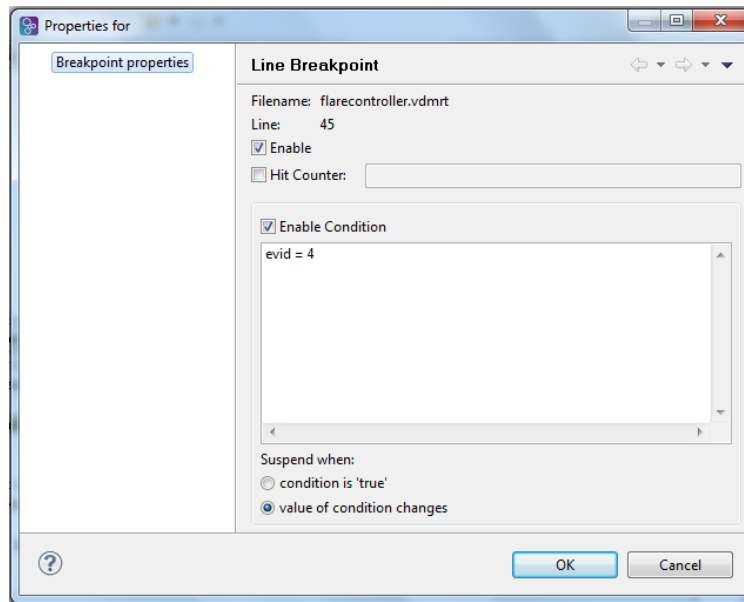 Properties for
Breakpoint properties
Line Breakpoint
Filename: flarecontroller.vdmrt
Line: 45
Enable
Hit Counter:
Enable Condition
evid = 4
Suspend when:
condition is 'true'
value of condition changes
OK
Cancel